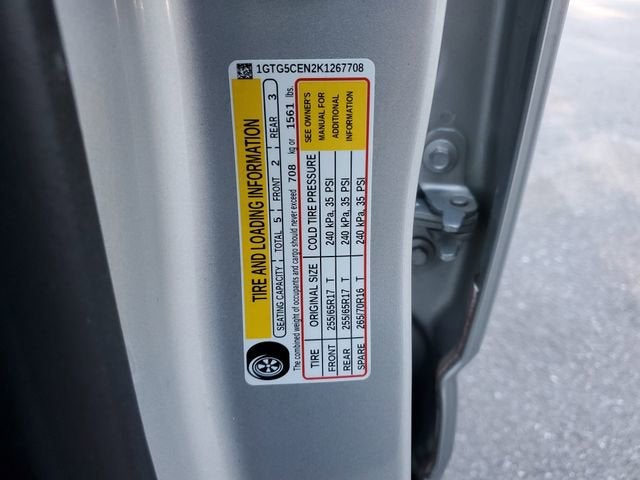 1GTG5CEN2K1267708
TIRE AND LOADING INFORMATION
SEATING CAPACITY TOTAL 5 FRONT 2 REAR 3
The combined weight of occupants and cargo should never exceed 708 kg or 1561 lbs.
TIRE ORIGINAL SIZE COLD TIRE PRESSURE
FRONT 255/65R17 T 240 kPa, 35 PSI
REAR 255/65R17 T 240 kPa, 35 PSI
SPARE 265/70R16 T 240 kPa, 35 PSI
SEE OWNER'S
MANUAL FOR
ADDITIONAL
INFORMATION